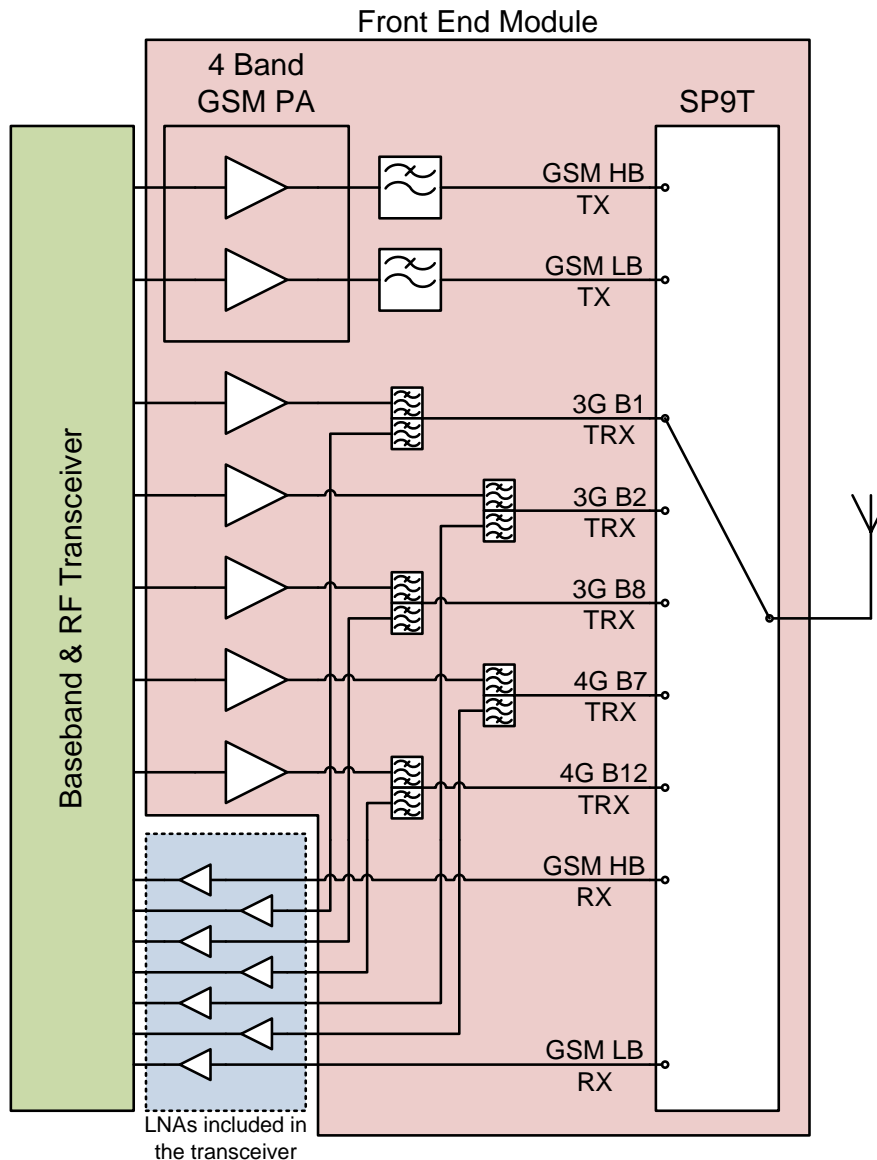 Front End Module
4 Band
GSM PA
SP9T
GSM HB
TX
GSM LB
TX
3G B1
TRX
3G B2
TRX
3G B8
TRX
4G B7
TRX
4G B12
TRX
GSM HB
RX
GSM LB
RX
Baseband & RF Transceiver
LNAs included in
the transceiver